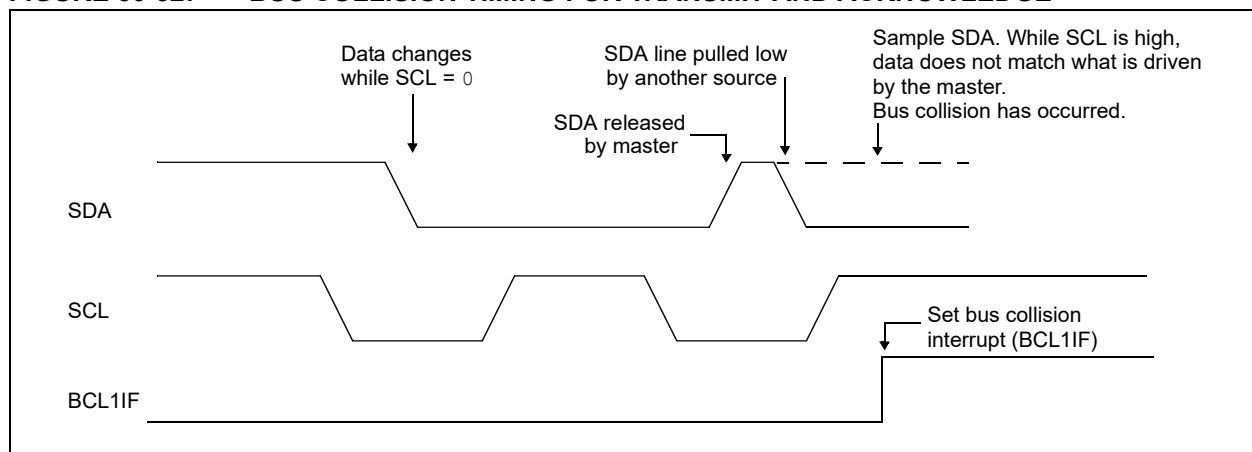 Data changes
while SCL = 0
SDA line pulled low
by another source
SDA released
by master
Sample SDA. While SCL is high,
data does not match what is driven
by the master.
Bus collision has occurred.
SDA
SCL
Set bus collision
interrupt (BCL1IF)
BCL1IF